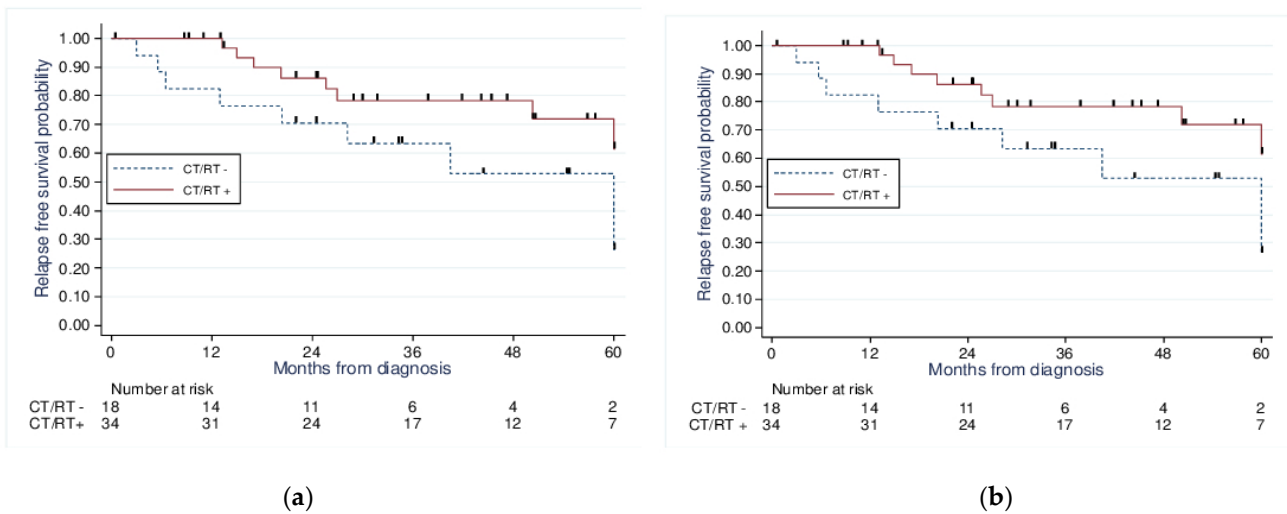 1.00
0.90
0.80
0.70
0.60
0.50
0.40
0.30
0.20
0.10
0.00
Relapse free survival probability
CT/RT -
CT/RT +
0 12 24 36 48 60
Months from diagnosis
Number at risk
CT/RT - 18 14 11 6 4 2
CT/RT+ 34 31 24 17 12 7
(a)
1.00
0.90
0.80
0.70
0.60
0.50
0.40
0.30
0.20
0.10
0.00
Relapse free survival probability
CT/RT -
CT/RT +
0 12 24 36 48 60
Months from diagnosis
Number at risk
CT/RT - 18 14 11 6 4 2
CT/RT + 34 31 24 17 12 7
(b)